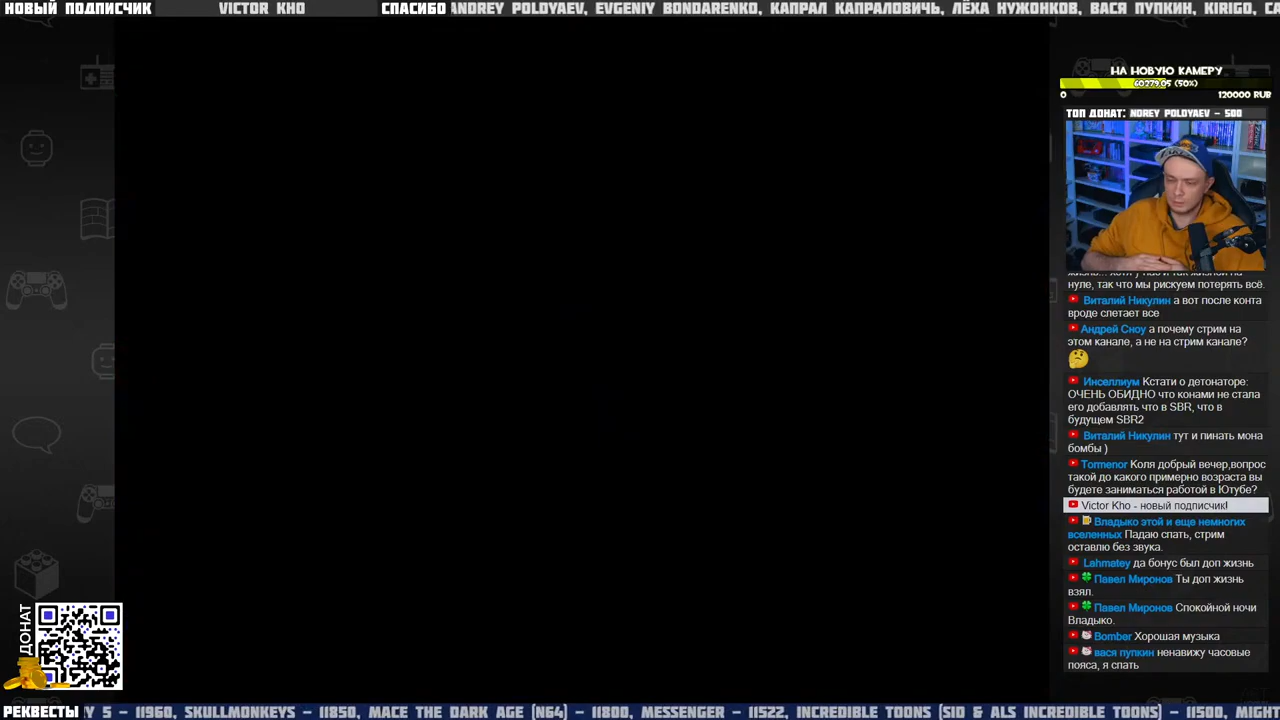 НОВЫЙ ПОДПИСЧИК VICTOR KHO СПАСИБО ANDREY POLDYAEV, EVGENIY BONDARENKO, КАПРАЛ КАПРАЛОВИЧЬ, ЛЁХА НУЖОНКОВ, ВАСЯ ПУПКИН, KIRIGO,
НА НОВУЮ КАМЕРУ
60279.05 (50%)
0 120000 RUB
ТОП ДОНАТ: NDREY POLDYAEV - 500
нуле, так что мы рискуем потерять всё.
Виталий Никулин а вот после конта
вроде слетает все
Андрей Сноу а почему стрим на
этом канале, а не на стрим канале?
🤔
Инселлиум Кстати о детонаторе:
ОЧЕНЬ ОБИДНО что конами не стала
его добавлять что в SBR, что в
будущем SBR2
Виталий Никулин тут и пинать мона
бомбы )
Tormenor Коля добрый вечер,вопрос
такой до какого примерно возраста вы
будете заниматься работой в Ютубе?
Victor Kho - новый подписчик!
Владыко этой и еще немногих
вселенных Падаю спать, стрим
оставлю без звука.
Lahmatey да бонус был доп жизнь
Павел Миронов Ты доп жизнь
взял.
Павел Миронов Спокойной ночи
Владыко.
Bomber Хорошая музыка
вася пупкин ненавижу часовые
пояса, я спать
ДОНАТ
РЕКВЕСТЫ Y 5 - 11960, SKULLMONKEYS - 11850, MACE THE DARK AGE (N64) - 11800, MESSENGER - 11522, INCREDIBLE TOONS (SID & ALS INCREDIBLE TOONS) - 11500, MIGHT